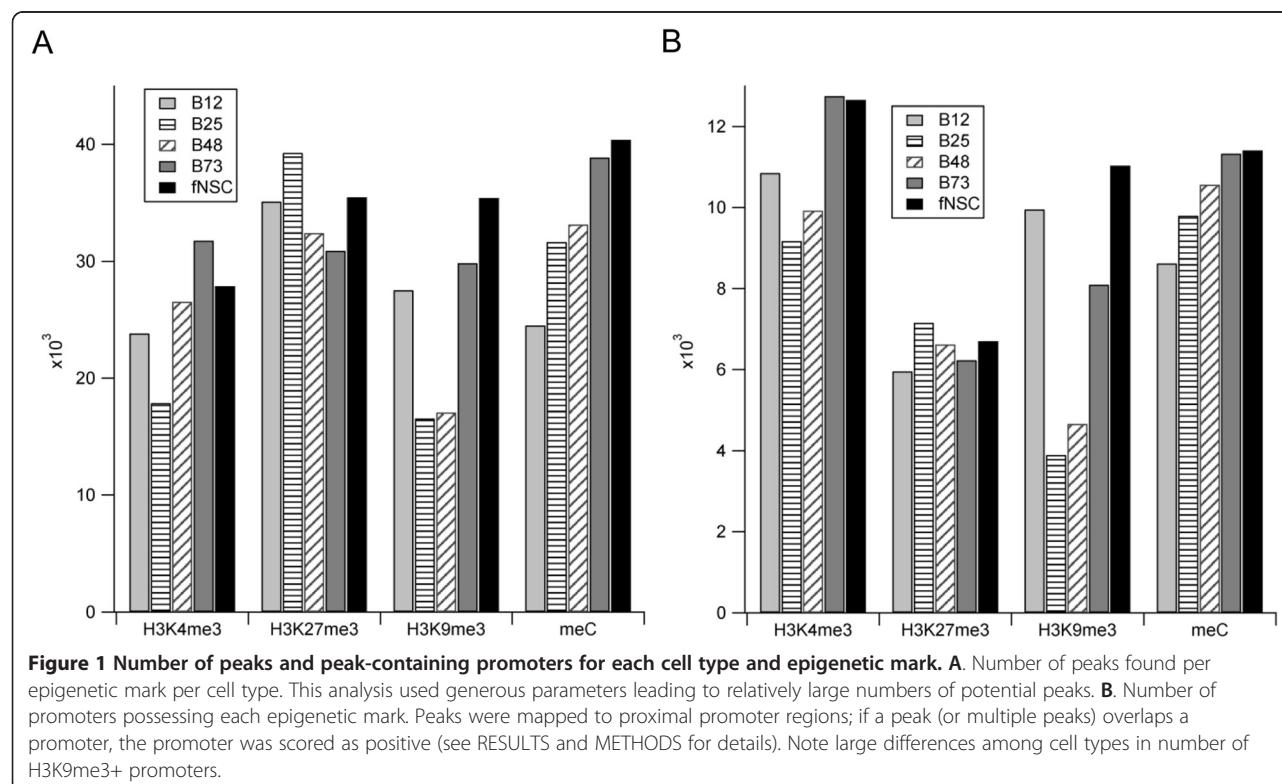 A
B12
B25
B48
B73
fNSC
x10³
40
30
20
10
0
H3K4me3 H3K27me3 H3K9me3 meC
B
B12
B25
B48
B73
fNSC
x10³
12
10
8
6
4
2
0
H3K4me3 H3K27me3 H3K9me3 meC
Figure 1 Number of peaks and peak-containing promoters for each cell type and epigenetic mark. A. Number of peaks found per
epigenetic mark per cell type. This analysis used generous parameters leading to relatively large numbers of potential peaks. B. Number of
promoters possessing each epigenetic mark. Peaks were mapped to proximal promoter regions; if a peak (or multiple peaks) overlaps a
promoter, the promoter was scored as positive (see RESULTS and METHODS for details). Note large differences among cell types in number of
H3K9me3+ promoters.